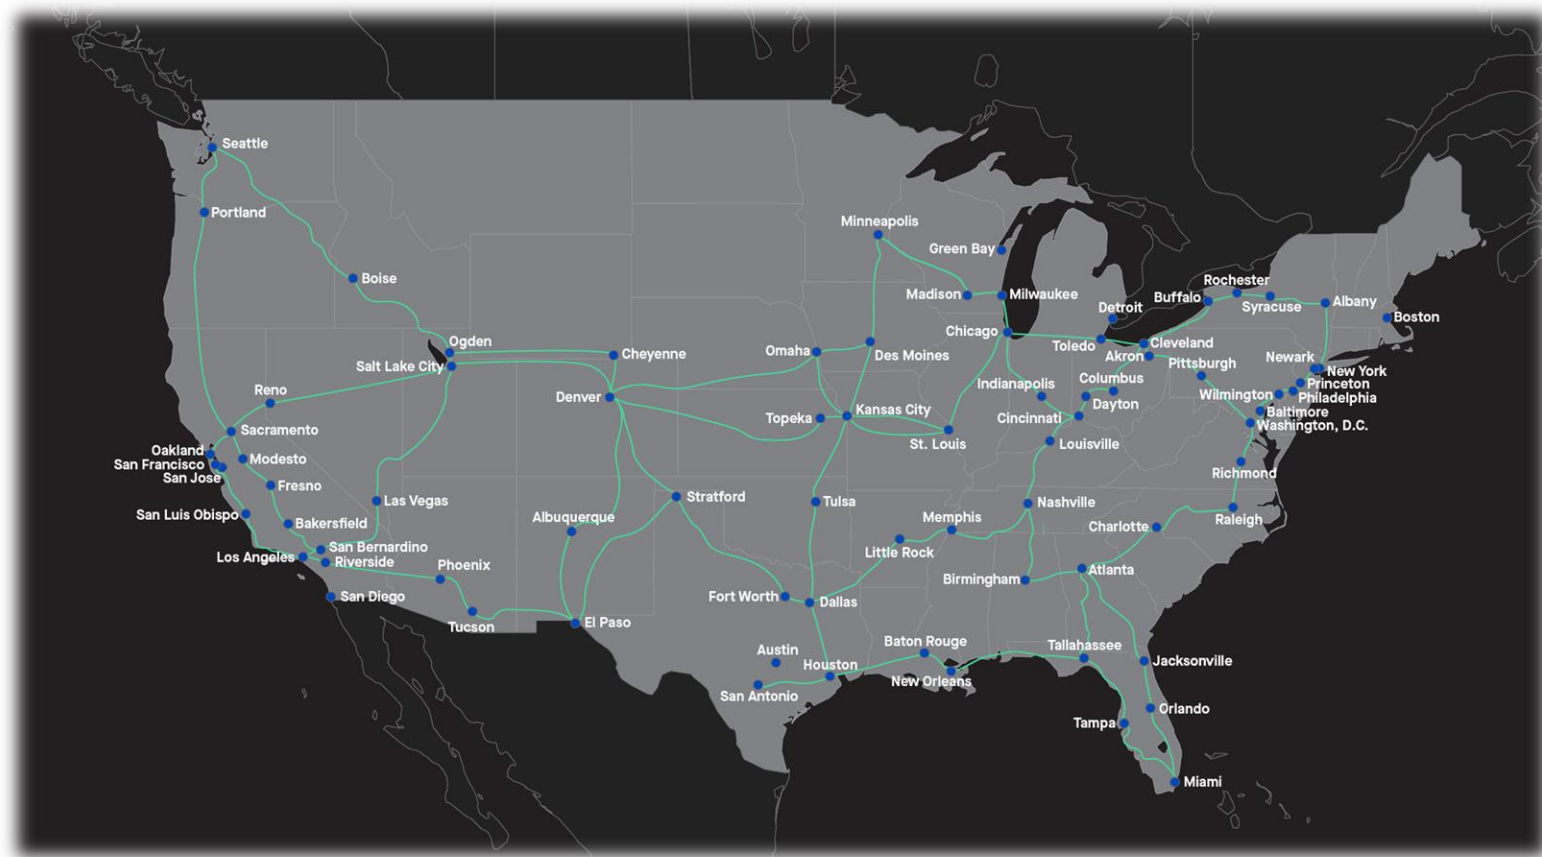 Seattle
Portland
Minneapolis
Green Bay
Boise
Rochester
Madison
Milwaukee
Detroit
Buffalo
Syracuse
Albany
Boston
Chicago
Ogden
Cheyenne
Omaha
Des Moines
Toledo
Cleveland
Akron
Pittsburgh
Newark
New York
Salt Lake City
Reno
Denver
Indianapolis
Columbus
Princeton
Wilmington
Philadelphia
Dayton
Topeka
Kansas City
Cincinnati
Baltimore
Washington, D.C.
Sacramento
St. Louis
Louisville
Oakland
San Francisco
Modesto
San Jose
Fresno
Richmond
Las Vegas
Stratford
Tulsa
Nashville
San Luis Obispo
Bakersfield
Albuquerque
Memphis
Charlotte
Raleigh
Los Angeles
San Bernardino
Riverside
Phoenix
Little Rock
Birmingham
Atlanta
San Diego
Fort Worth
Dallas
Tucson
El Paso
Austin
Houston
Baton Rouge
Tallahassee
Jacksonville
San Antonio
New Orleans
Tampa
Orlando
Miami